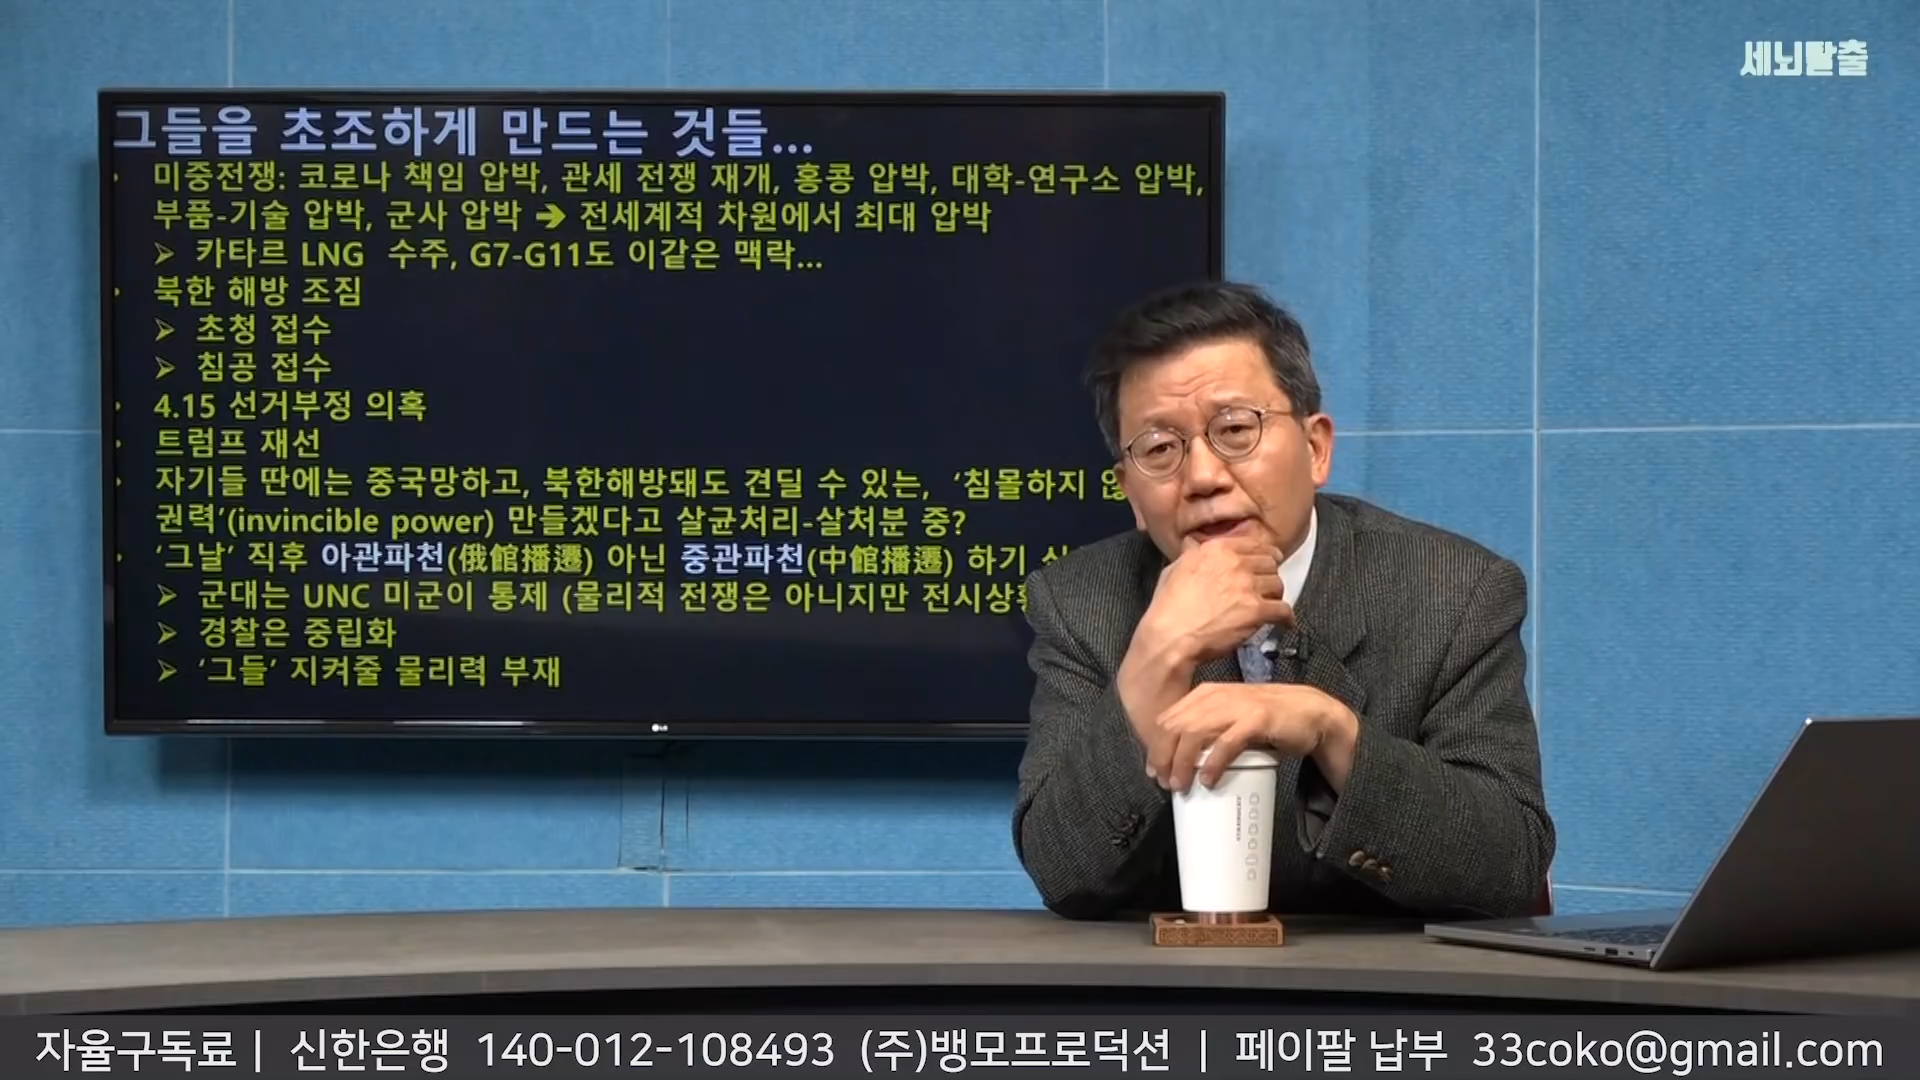 세뇌탈출
그들을 초조하게 만드는 것들...
미중전쟁: 코로나 책임 압박, 관세 전쟁 재개, 홍콩 압박, 대학-연구소 압박,
부품-기술 압박, 군사 압박 ➔ 전세계적 차원에서 최대 압박
➢ 카타르 LNG 수주, G7-G11도 이같은 맥락...
북한 해방 조짐
➢ 초청 접수
➢ 침공 접수
4.15 선거부정 의혹
트럼프 재선
자기들 딴에는 중국망하고, 북한해방돼도 견딜 수 있는, ‘침몰하지
권력’(invincible power) 만들겠다고 살균처리-살처분 중?
‘그날’ 직후 아관파천(俄館播遷) 아닌 중관파천(中館播遷) 하기
➢ 군대는 UNC 미군이 통제 (물리적 전쟁은 아니지만
➢ 경찰은 중립화
➢ ‘그들’ 지켜줄 물리력 부재
LG
STARBUCKS
자율구독료 | 신한은행 140-012-108493 (주)뱅모프로덕션 | 페이팔 납부 33coko@gmail.com